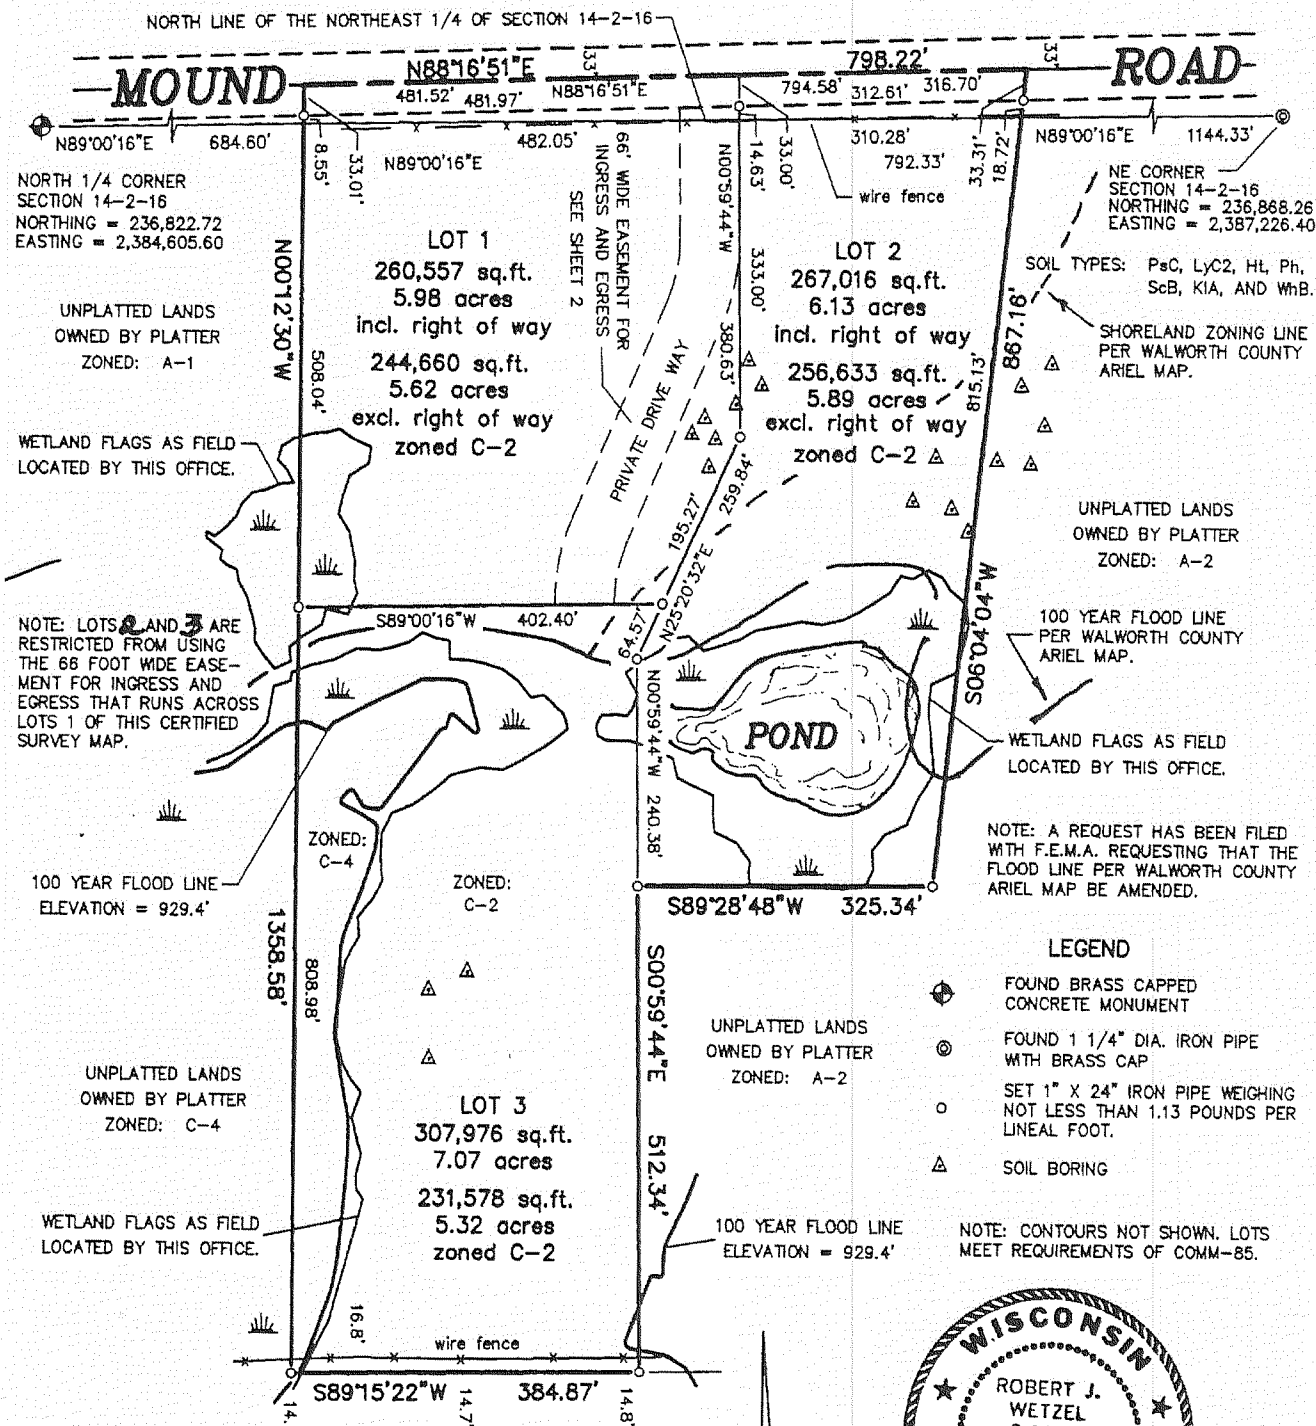 NORTH LINE OF THE NORTHEAST 1/4 OF SECTION 14-2-16
MOUND
ROAD
N88°16'51"E
33'
798.22'
33'
481.52'
481.97'
N88°16'51"E
794.58'
312.61'
316.70'
N89°00'16"E
684.60'
8.55'
33.01'
N89°00'16"E
482.05'
14.63'
33.00'
310.28'
792.33'
33.31'
18.72'
N89°00'16"E
1144.33'
NORTH 1/4 CORNER
SECTION 14-2-16
NORTHING = 236,822.72
EASTING = 2,384,605.60
66' WIDE EASEMENT FOR
INGRESS AND EGRESS
SEE SHEET 2
N00°59'44"W
wire fence
NE CORNER
SECTION 14-2-16
NORTHING = 236,868.26
EASTING = 2,387,226.40
N00°12'30"W
LOT 1
260,557 sq.ft.
5.98 acres
incl. right of way
244,660 sq.ft.
5.62 acres
excl. right of way
zoned C-2
333.00'
380.63'
LOT 2
267,016 sq.ft.
6.13 acres
incl. right of way
256,633 sq.ft.
5.89 acres
excl. right of way
zoned C-2
SOIL TYPES: PsC, LyC2, Ht, Ph,
ScB, KlA, AND WhB.
UNPLATTED LANDS
OWNED BY PLATTER
ZONED: A-1
508.04'
PRIVATE DRIVE WAY
867.16'
815.13'
SHORELAND ZONING LINE
PER WALWORTH COUNTY
ARIEL MAP.
WETLAND FLAGS AS FIELD
LOCATED BY THIS OFFICE.
195.27'
259.84'
N25°20'32"E
64.57'
UNPLATTED LANDS
OWNED BY PLATTER
ZONED: A-2
S06°04'04"W
S89°00'16"W
402.40'
NOTE: LOTS 2 AND 3 ARE
RESTRICTED FROM USING
THE 66 FOOT WIDE EASE-
MENT FOR INGRESS AND
EGRESS THAT RUNS ACROSS
LOTS 1 OF THIS CERTIFIED
SURVEY MAP.
100 YEAR FLOOD LINE
PER WALWORTH COUNTY
ARIEL MAP.
N00°59'44"W
240.38'
POND
WETLAND FLAGS AS FIELD
LOCATED BY THIS OFFICE.
ZONED:
C-4
NOTE: A REQUEST HAS BEEN FILED
WITH F.E.M.A. REQUESTING THAT THE
FLOOD LINE PER WALWORTH COUNTY
ARIEL MAP BE AMENDED.
100 YEAR FLOOD LINE
ELEVATION = 929.4'
ZONED:
C-2
S89°28'48"W
325.34'
1358.58'
808.98'
S00°59'44"E
512.34'
LEGEND
FOUND BRASS CAPPED
CONCRETE MONUMENT
FOUND 1 1/4" DIA. IRON PIPE
WITH BRASS CAP
SET 1" X 24" IRON PIPE WEIGHING
NOT LESS THAN 1.13 POUNDS PER
LINEAL FOOT.
SOIL BORING
UNPLATTED LANDS
OWNED BY PLATTER
ZONED: A-2
UNPLATTED LANDS
OWNED BY PLATTER
ZONED: C-4
LOT 3
307,976 sq.ft.
7.07 acres
231,578 sq.ft.
5.32 acres
zoned C-2
WETLAND FLAGS AS FIELD
LOCATED BY THIS OFFICE.
100 YEAR FLOOD LINE
ELEVATION = 929.4'
NOTE: CONTOURS NOT SHOWN. LOTS
MEET REQUIREMENTS OF COMM-85.
16.8'
wire fence
S89°15'22"W
384.87'
14.7'
14.8'
WISCONSIN
ROBERT J.
WETZEL